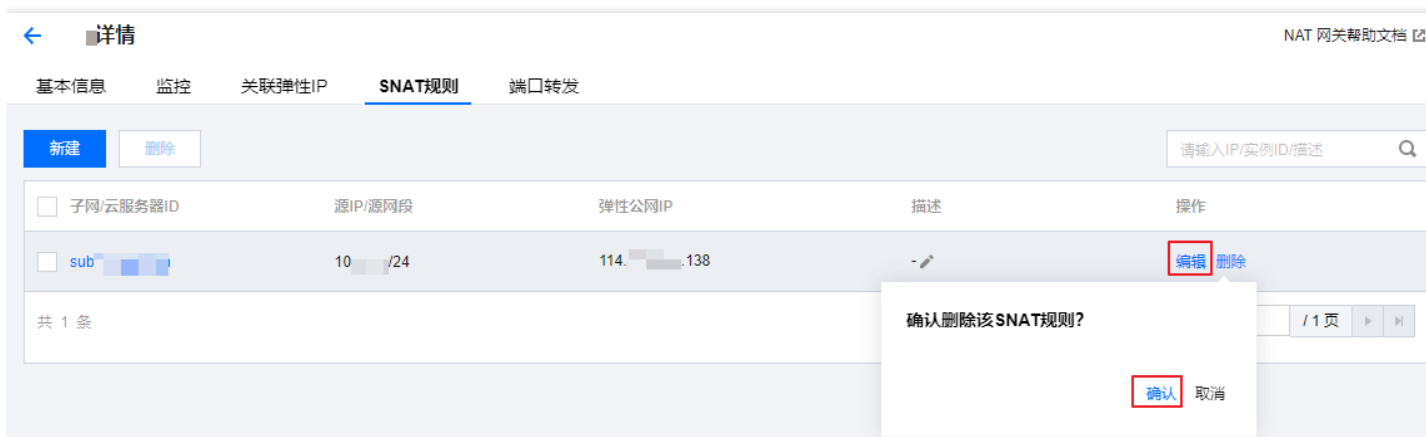 详情
NAT 网关帮助文档
基本信息 监控 关联弹性IP SNAT规则 端口转发
新建 删除 请输入IP/实例ID/描述
子网/云服务器ID 源IP/源网段 弹性公网IP 描述 操作
sub 10 /24 114. .138 - 编辑 删除
共 1 条 / 1 页
确认删除该SNAT规则?
确认 取消